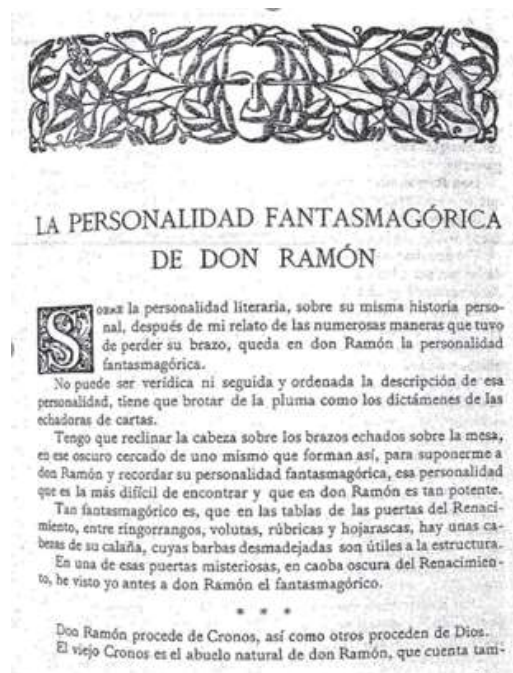 LA PERSONALIDAD FANTASMAGÓRICA
DE DON RAMÓN
SOBRE la personalidad literaria, sobre su misma historia perso-
nal, después de mi relato de las numerosas maneras que tuvo
de perder su brazo, queda en don Ramón la personalidad
fantasmagórica.
No puede ser verídica ni seguida y ordenada la descripción de esa
personalidad, tiene que brotar de la pluma como los dictámenes de las
echadoras de cartas.
Tengo que reclinar la cabeza sobre los brazos echados sobre la mesa,
en ese oscuro cercado de uno mismo que forman así, para suponerme a
don Ramón y recordar su personalidad fantasmagórica, esa personalidad
que es la más difícil de encontrar y que en don Ramón es tan potente.
Tan fantasmagórico es, que en las tablas de las puertas del Renaci-
miento, entre ringorrangos, volutas, rúbricas y hojarascas, hay unas ca-
bezas de su calaña, cuyas barbas desmadejadas son útiles a la estructura.
En una de esas puertas misteriosas, en caoba oscura del Renacimien-
to, he visto yo antes a don Ramón el fantasmagórico.
* * *
Don Ramón procede de Cronos, así como otros proceden de Dios.
El viejo Cronos es el abuelo natural de don Ramón, que cuenta tam-